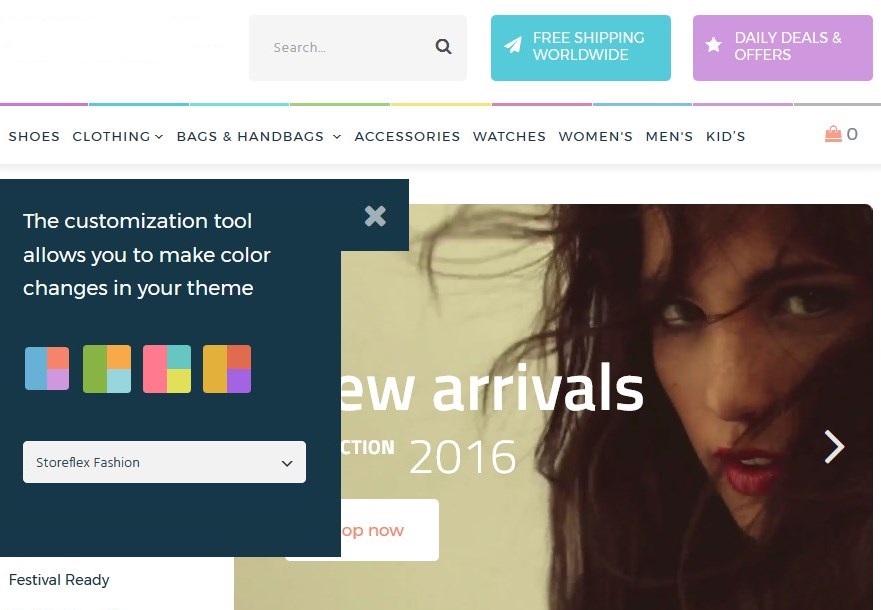 Search...
FREE SHIPPING
WORLDWIDE
DAILY DEALS &
OFFERS
SHOES CLOTHING BAGS & HANDBAGS ACCESSORIES WATCHES WOMEN'S MEN'S KID'S 0
The customization tool
allows you to make color
changes in your theme
Storeflex Fashion
ew arrivals
CTION 2016
op now
Festival Ready